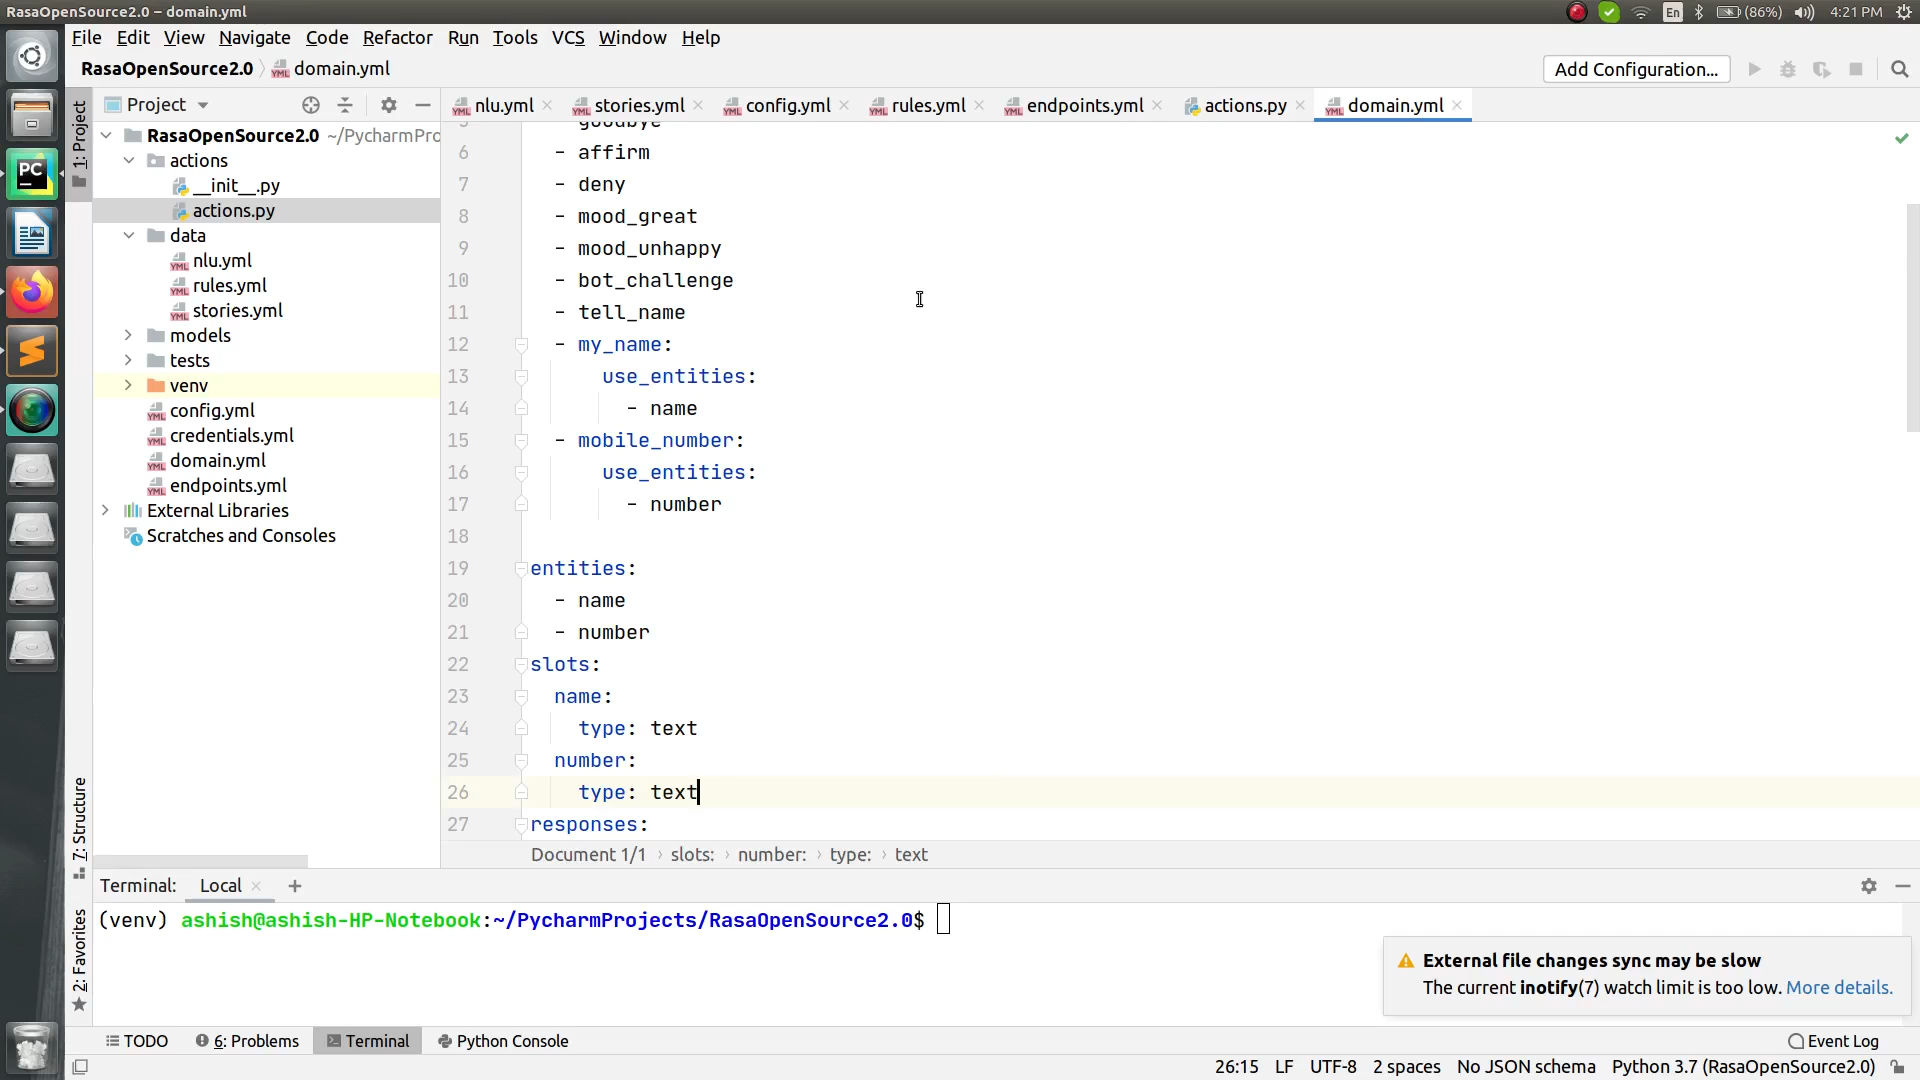 RasaOpenSource2.0 – domain.yml
En
(86%)
4:21 PM
File Edit View Navigate Code Refactor Run Tools VCS Window Help
RasaOpenSource2.0 domain.yml
Add Configuration...
Project
nlu.yml
stories.yml
config.yml
rules.yml
endpoints.yml
actions.py
domain.yml
1: Project
7: Structure
2: Favorites
RasaOpenSource2.0 ~/PycharmPro
actions
__init__.py
actions.py
data
nlu.yml
rules.yml
stories.yml
models
tests
venv
config.yml
credentials.yml
domain.yml
endpoints.yml
External Libraries
Scratches and Consoles
5 - goodbye
6 - affirm
7 - deny
8 - mood_great
9 - mood_unhappy
10 - bot_challenge
11 - tell_name
12 - my_name:
13 use_entities:
14 - name
15 - mobile_number:
16 use_entities:
17 - number
18
19 entities:
20 - name
21 - number
22 slots:
23 name:
24 type: text
25 number:
26 type: text
27 responses:
Document 1/1 › slots: › number: › type: › text
Terminal: Local +
(venv) ashish@ashish-HP-Notebook:~/PycharmProjects/RasaOpenSource2.0$
External file changes sync may be slow
The current inotify(7) watch limit is too low. More details.
TODO 6: Problems Terminal Python Console
Event Log
26:15 LF UTF-8 2 spaces No JSON schema Python 3.7 (RasaOpenSource2.0)